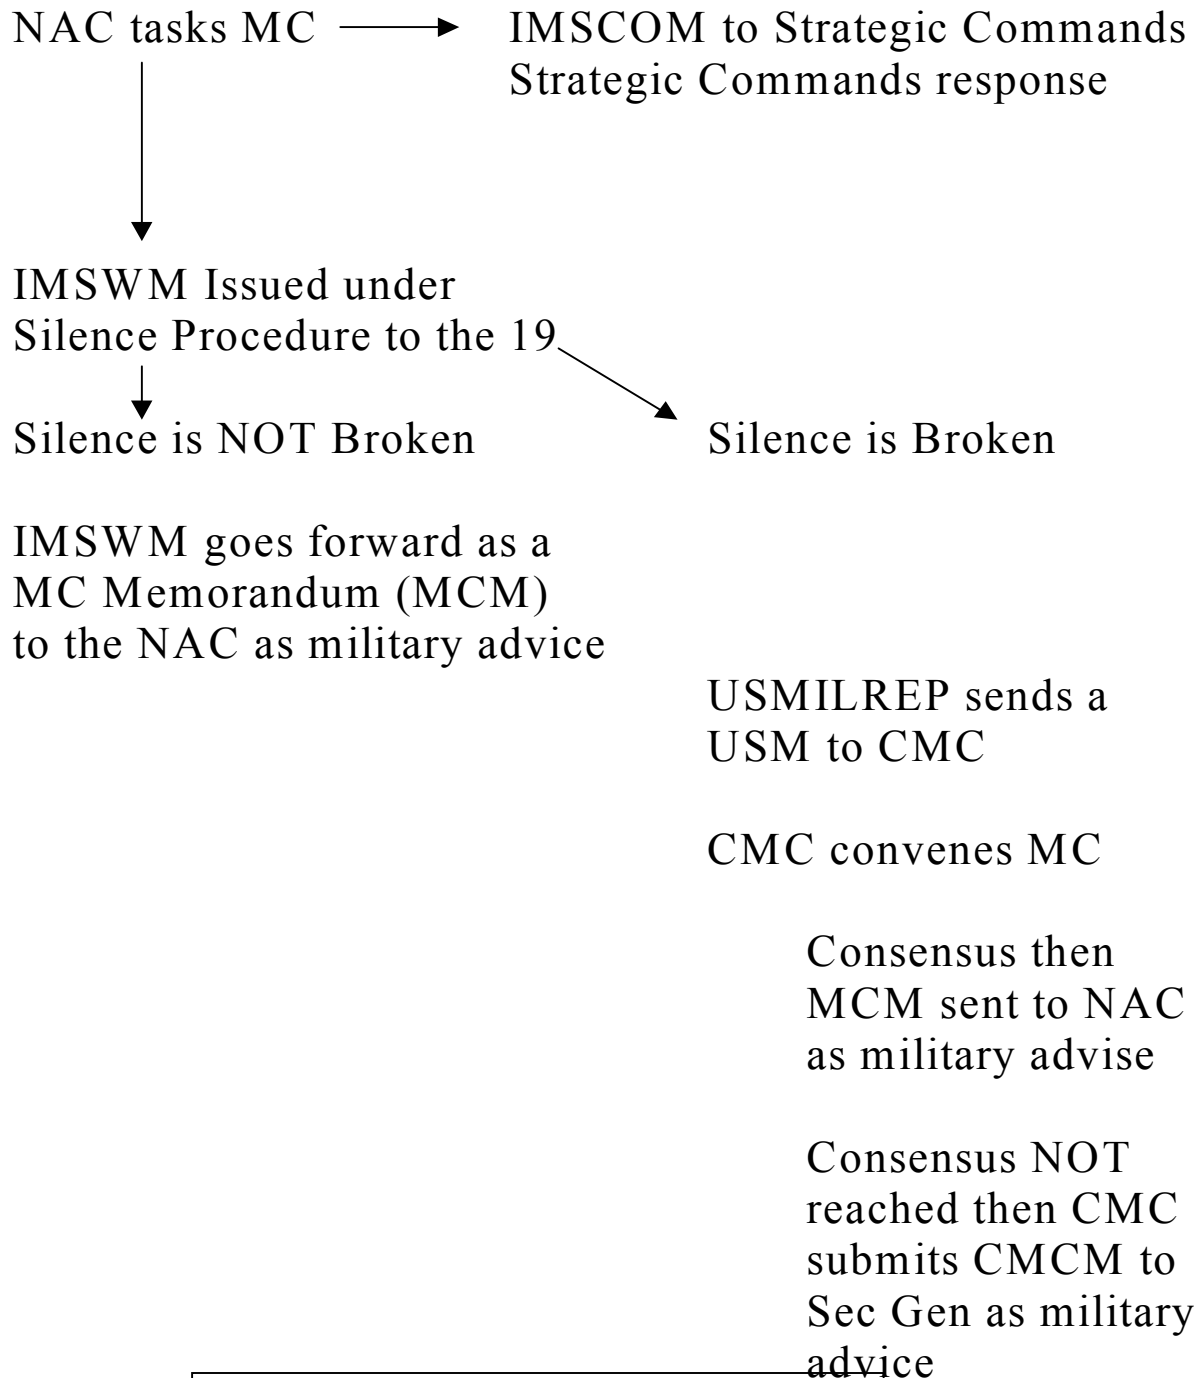 NAC tasks MC
IMSCOM to Strategic Commands
Strategic Commands response
IMSWM Issued under
Silence Procedure to the 19
Silence is NOT Broken
Silence is Broken
IMSWM goes forward as a
MC Memorandum (MCM)
to the NAC as military advice
USMILREP sends a
USM to CMC
CMC convenes MC
Consensus then
MCM sent to NAC
as military advise
Consensus NOT
reached then CMC
submits CMCM to
Sec Gen as military
advice